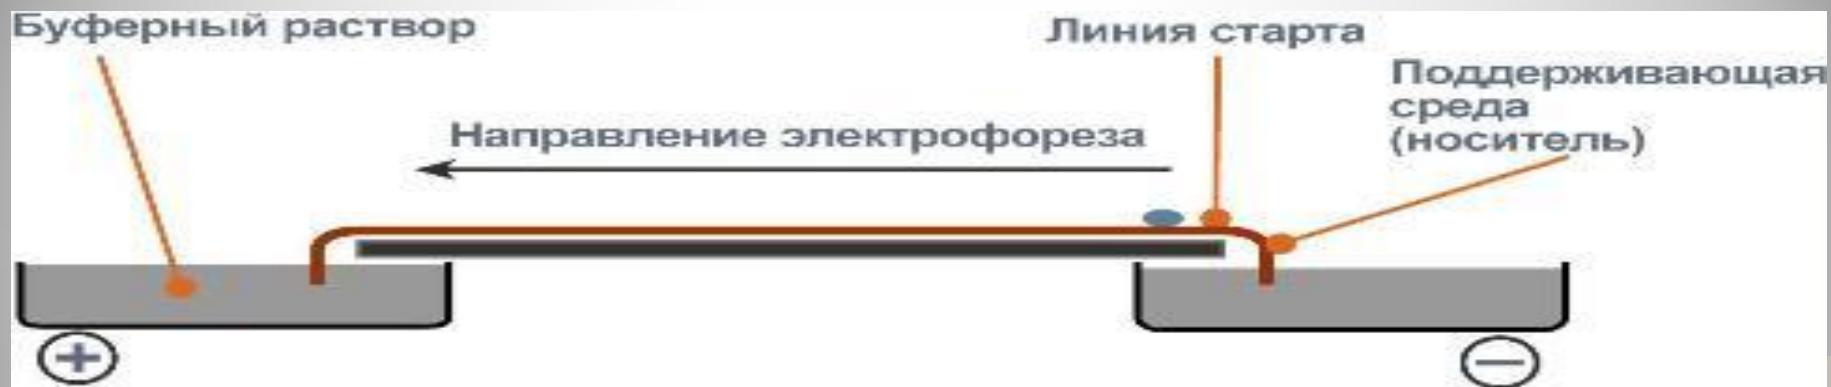 Буферный раствор
Линия старта
Поддерживающая
среда
(носитель)
Направление электрофореза
+
−